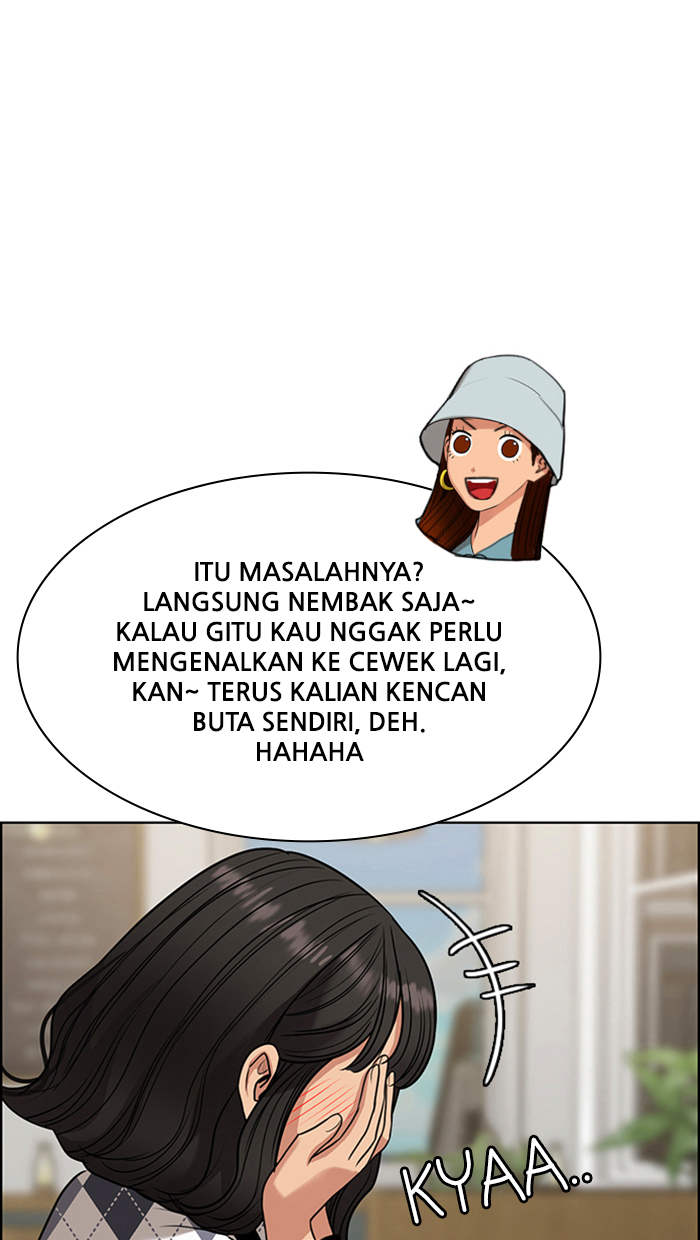 ITU MASALAHNYA?
LANGSUNG NEMBAK SAJA~
KALAU GITU KAU NGGAK PERLU
MENGENALKAN KE CEWEK LAGI,
KAN~ TERUS KALIAN KENCAN
BUTA SENDIRI, DEH.
HAHAHA
KYAA..